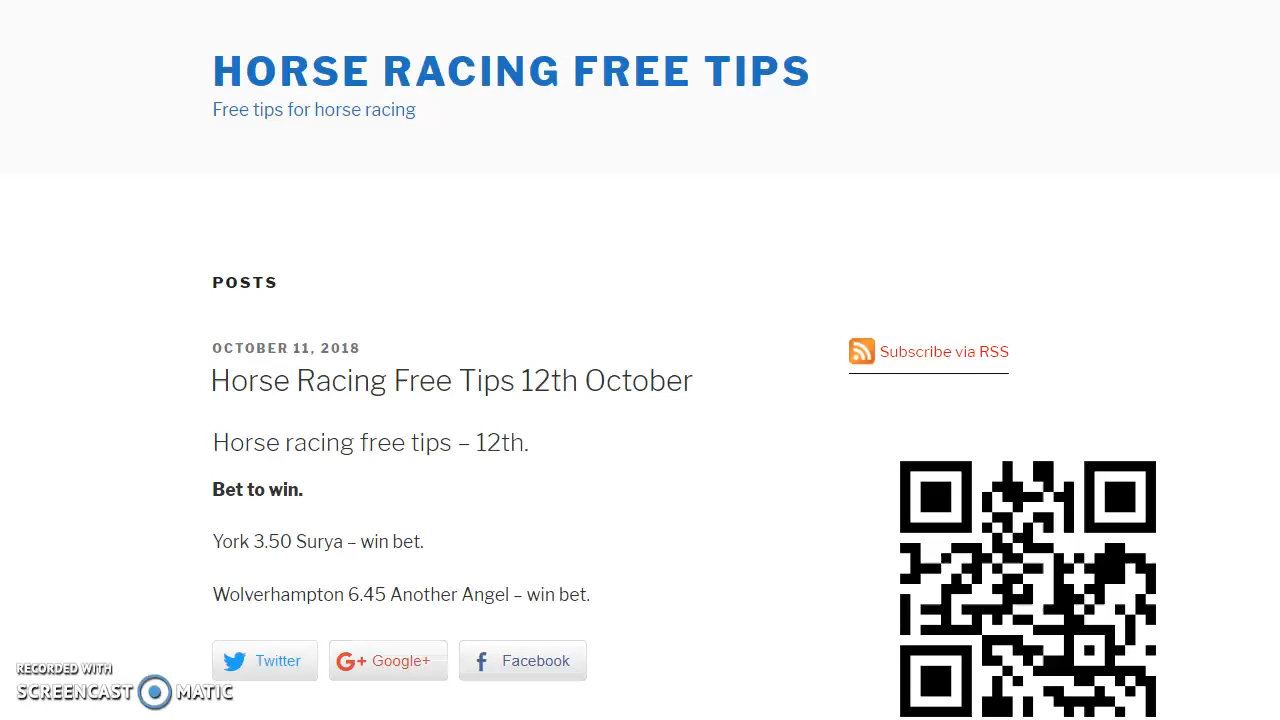 HORSE RACING FREE TIPS
Free tips for horse racing
POSTS
OCTOBER 11, 2018
Horse Racing Free Tips 12th October
Subscribe via RSS
Horse racing free tips – 12th.
Bet to win.
York 3.50 Surya – win bet.
Wolverhampton 6.45 Another Angel – win bet.
Twitter
G+ Google+
Facebook
RECORDED WITH
SCREENCAST MATIC